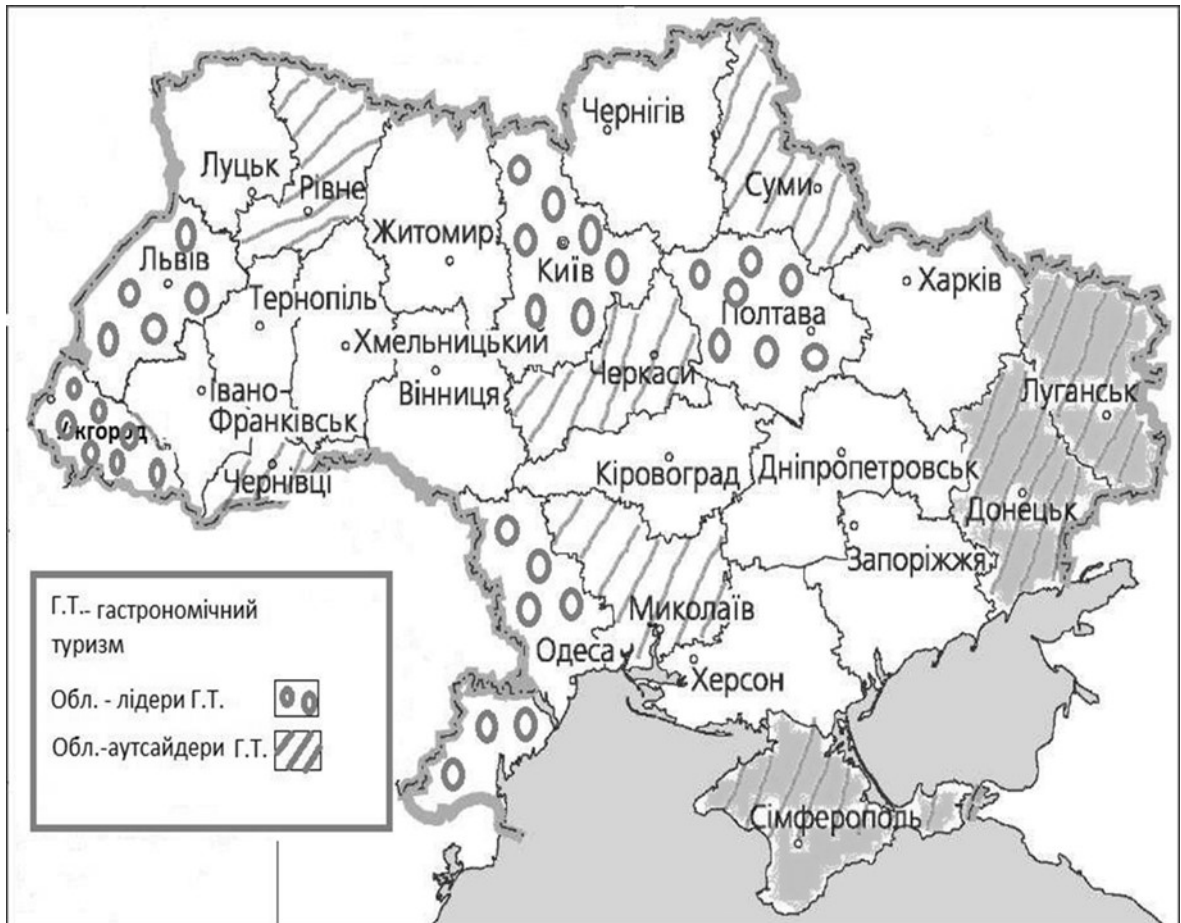 Чернігів
Луцьк
Рівне
Суми
Житомир
Київ
Львів
Харків
Тернопіль
Полтава
Хмельницький
Черкаси
Вінниця
Івано-
Франківськ
Луганськ
Ужгород
Чернівці
Кіровоград
Дніпропетровськ
Донецьк
Запоріжжя
Миколаїв
Одеса
Херсон
Сімферополь
Г.Т.- гастрономічний
туризм
Обл. - лідери Г.Т.
Обл.-аутсайдери Г.Т.